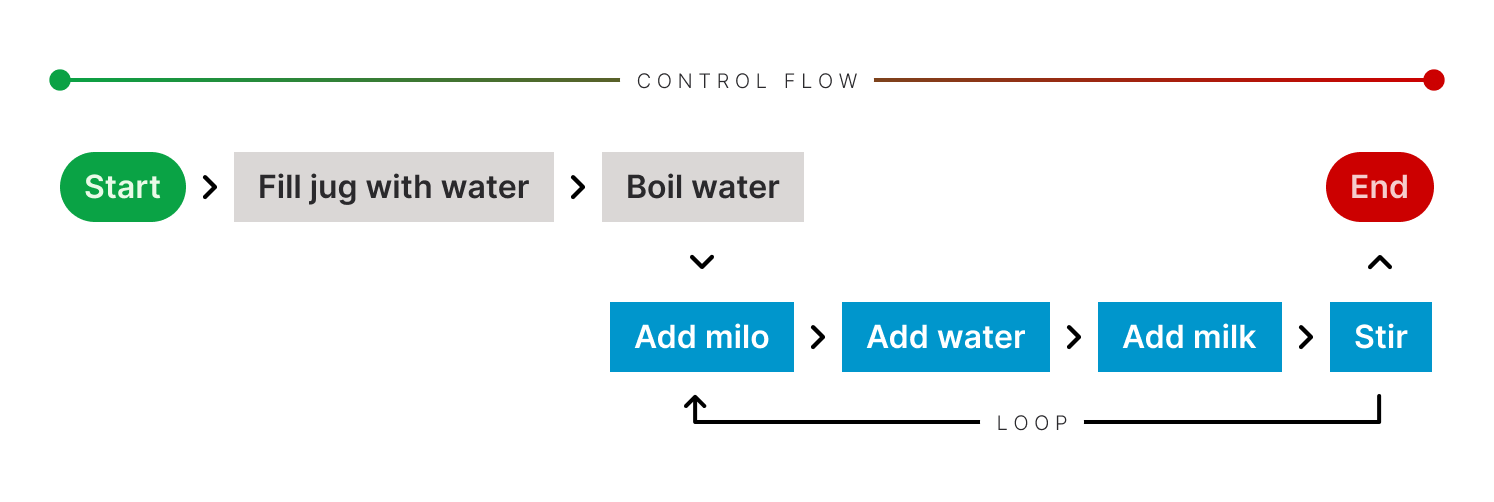 CONTROL FLOW
Start
Fill jug with water
Boil water
End
Add milo
Add water
Add milk
Stir
LOOP